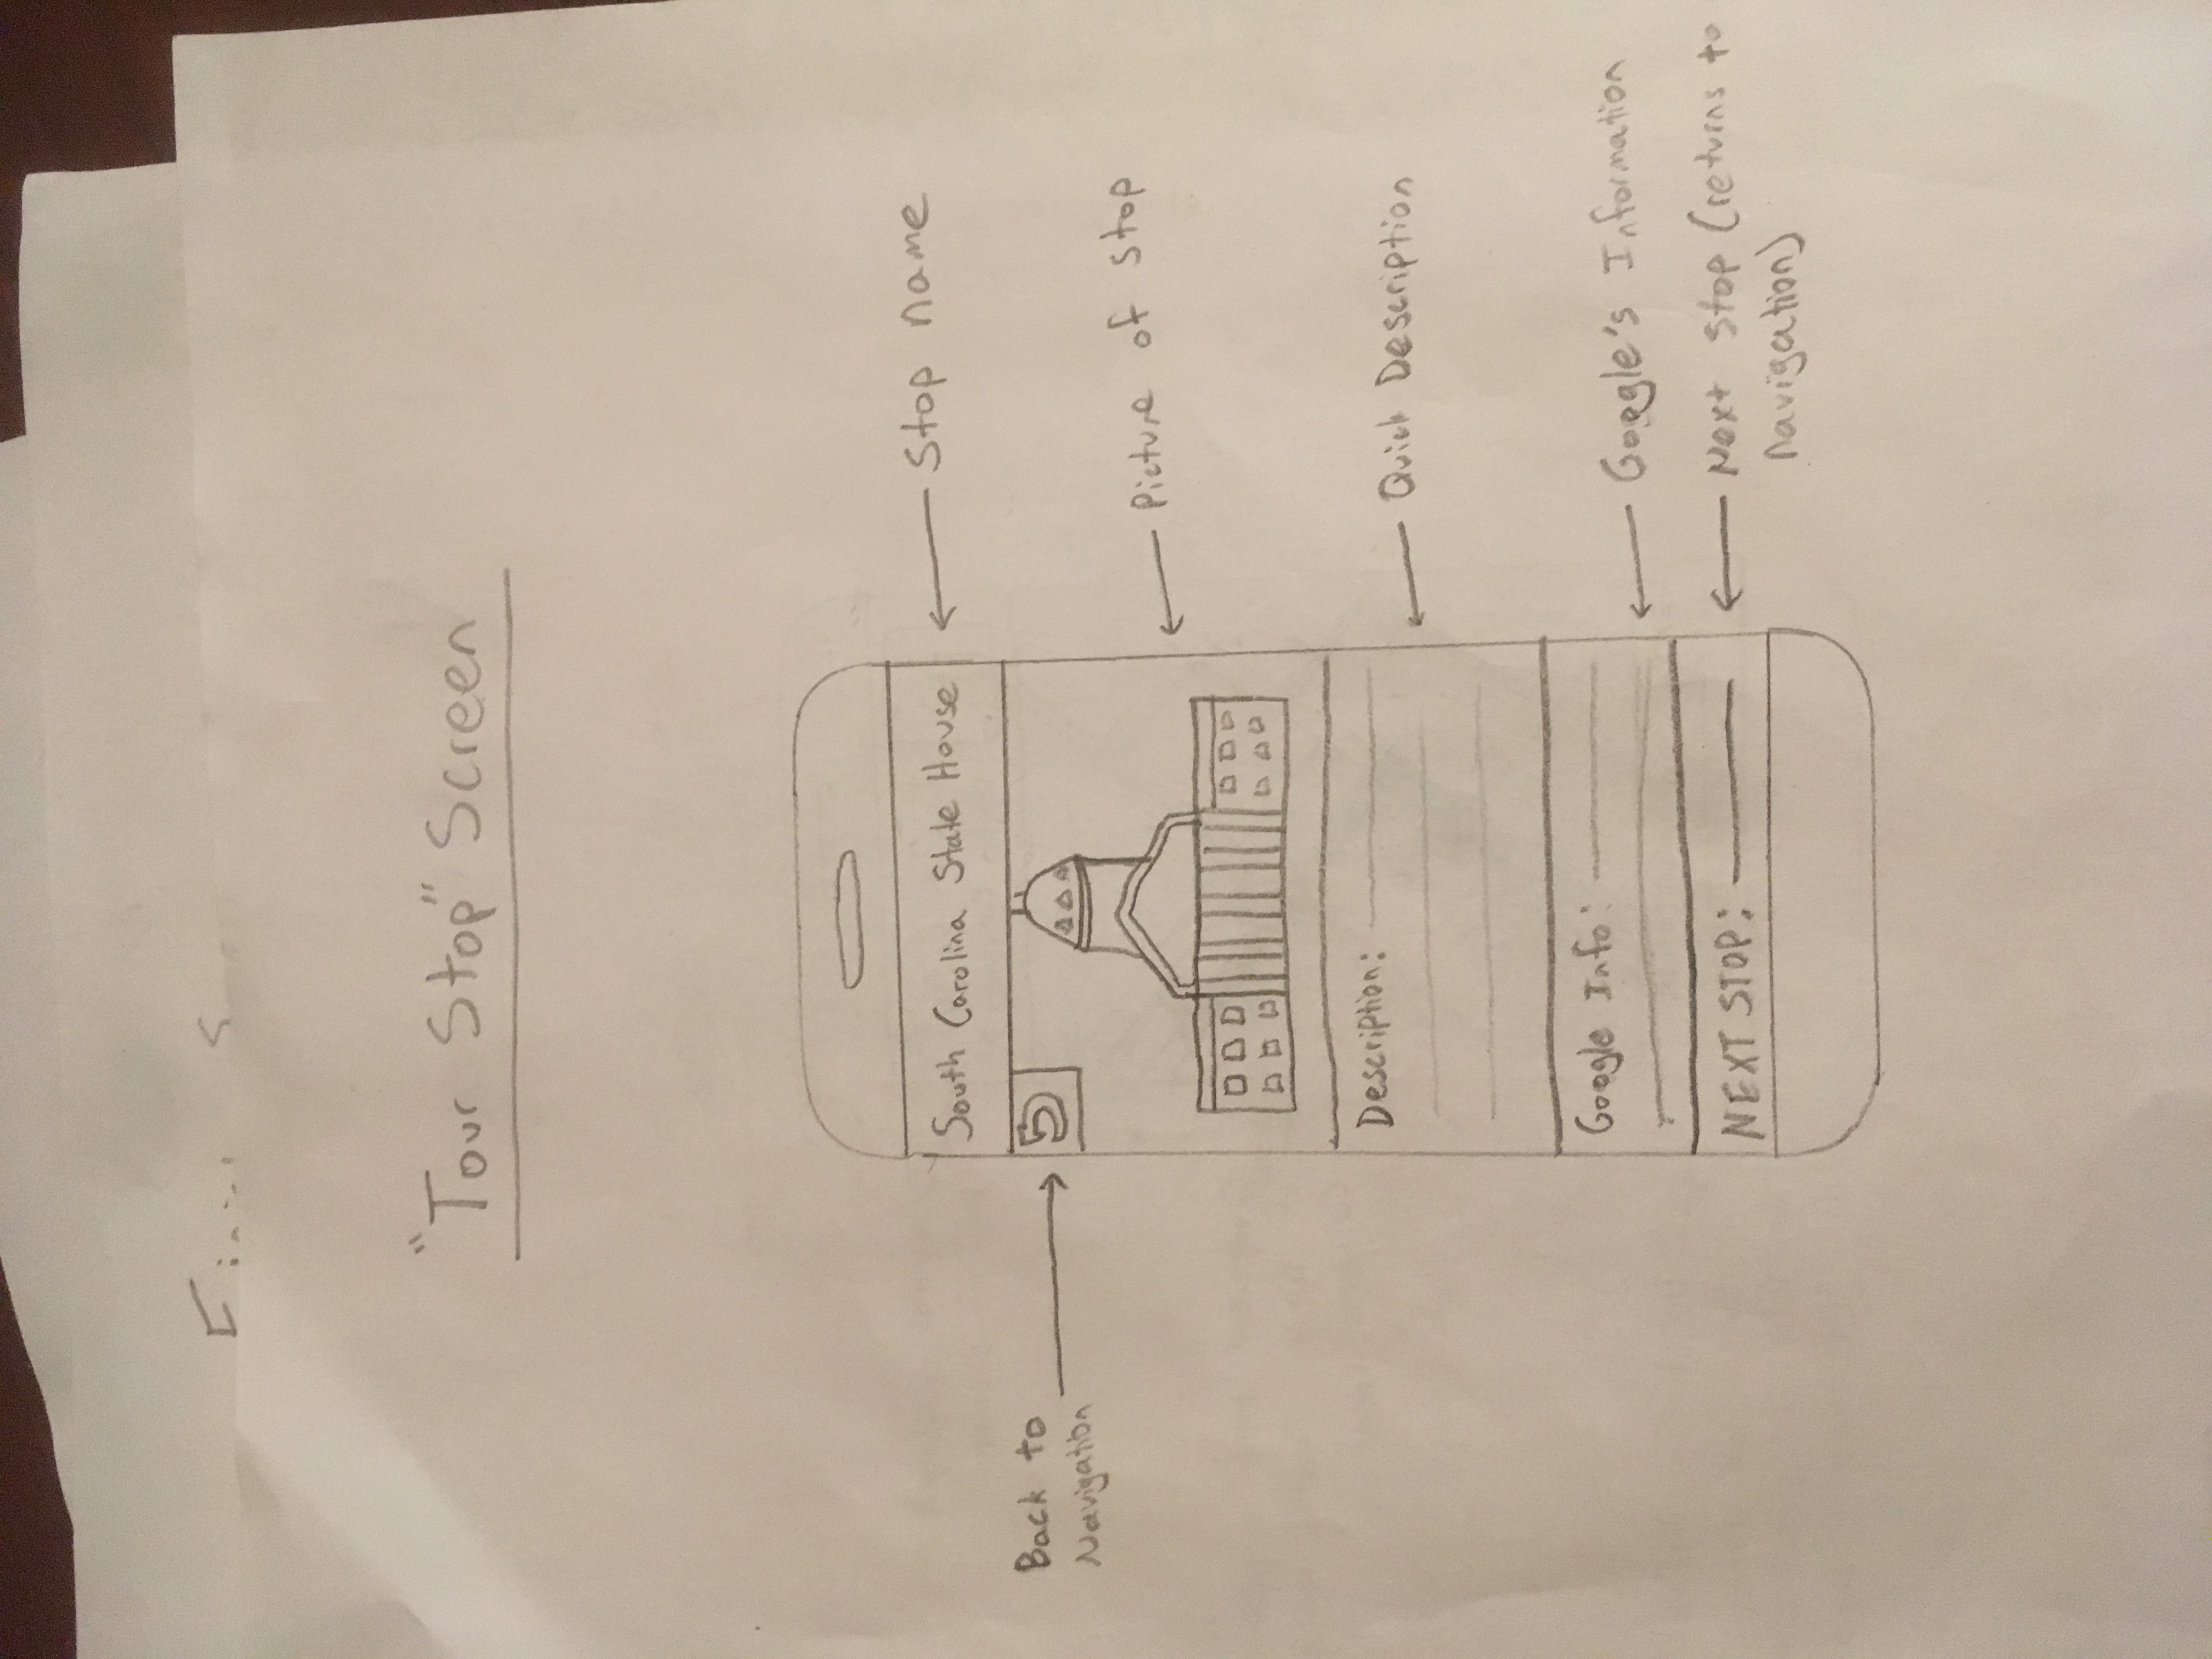 "Tour Stop" Screen
South Carolina State House
Stop name
Back to
Navigation
Picture of stop
Description:
Quick Description
Google Info:
Google's Information
NEXT STOP:
Next stop (returns to
navigation)